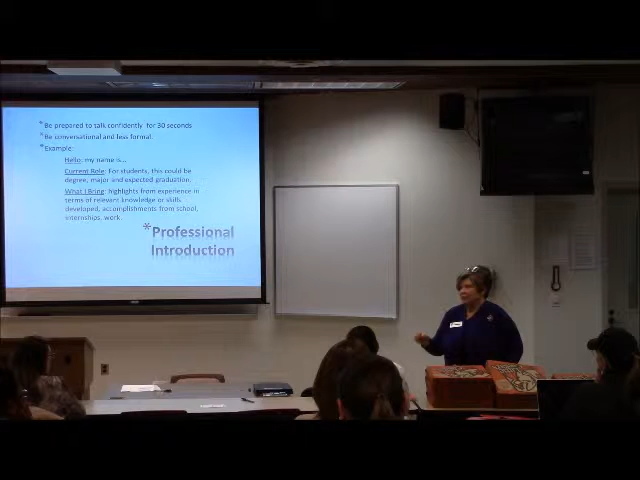 * Be prepared to talk confidently for 30 seconds
* Be conversational and less formal.
* Example:
Hello: my name is...
Current Role: For students, this could be
degree, major and expected graduation.
What I Bring: highlights from experience in
terms of relevant knowledge or skills
developed, accomplishments from school,
internships, work.
*Professional
Introduction